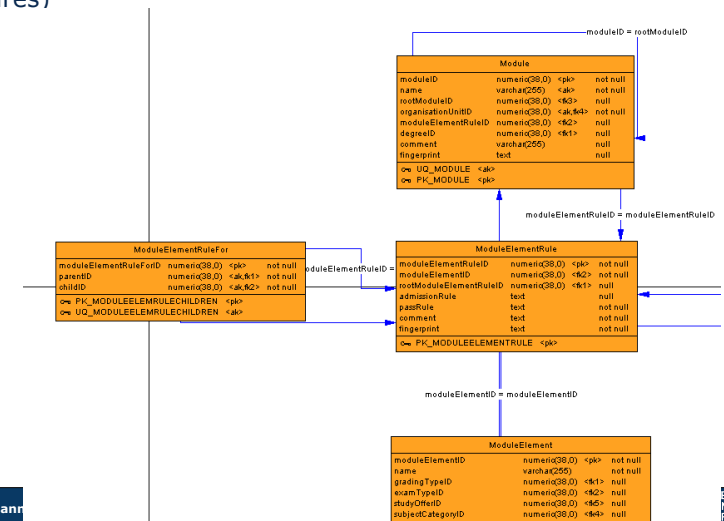 res)
moduleID = rootModuleID
Module
moduleID numeric(38,0) <pk> not null
name varchar(255) <ak> not null
rootModuleID numeric(38,0) <fk3> null
organisationUnitID numeric(38,0) <ak,fk4> not null
moduleElementRuleID numeric(38,0) <fk2> null
degreeID numeric(38,0) <fk1> null
comment varchar(255) null
fingerprint text null
UQ_MODULE <ak>
PK_MODULE <pk>
moduleElementRuleID = moduleElementRuleID
ModuleElementRuleFor
moduleElementRuleForID numeric(38,0) <pk> not null
parentID numeric(38,0) <ak,fk1> not null
childID numeric(38,0) <ak,fk2> not null
PK_MODULEELEMRULECHILDREN <pk>
UQ_MODULEELEMRULECHILDREN <ak>
oduleElementRuleID =
ModuleElementRule
moduleElementRuleID numeric(38,0) <pk> not null
moduleElementID numeric(38,0) <fk2> not null
rootModuleElementRuleID numeric(38,0) <fk1> null
admissionRule text null
passRule text not null
comment text not null
fingerprint text not null
PK_MODULEELEMENTRULE <pk>
moduleElementID = moduleElementID
ModuleElement
moduleElementID numeric(38,0) <pk> not null
name varchar(255) not null
gradingTypeID numeric(38,0) <fk1> null
examTypeID numeric(38,0) <fk2> null
studyOfferID numeric(38,0) <fk5> null
subjectCategoryID numeric(38,0) <fk4> null
ann